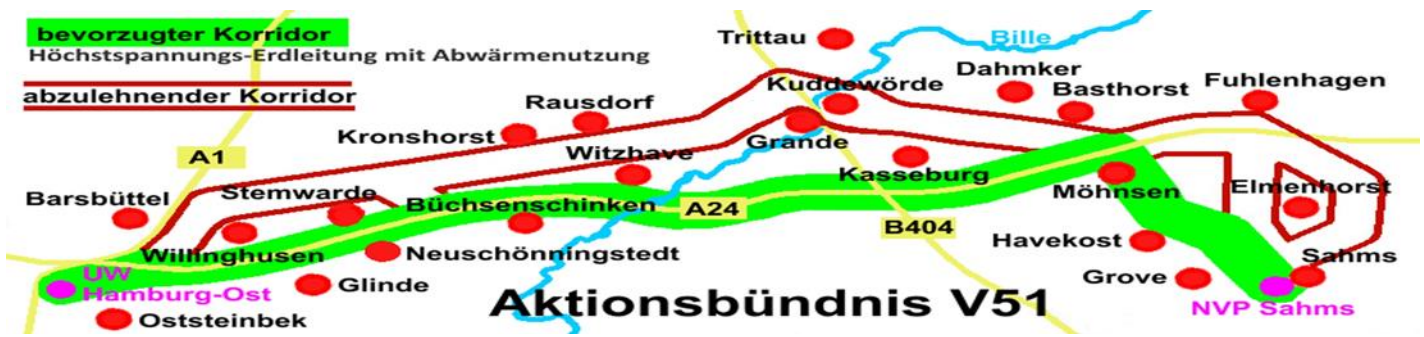 bevorzugter Korridor
Höchstspannungs-Erdleitung mit Abwärmenutzung
abzulehnender Korridor
Trittau
Bille
Dahmker
Kuddewörde
Basthorst
Fuhlenhagen
Rausdorf
Kronshorst
Grande
A1
Witzhave
Kasseburg
Möhnsen
Elmenhorst
Barsbüttel
Stemwarde
Büchsenschinken
A24
B404
Havekost
Willinghusen
Neuschönningstedt
Sahms
UW
Hamburg-Ost
Glinde
Grove
Aktionsbündnis V51
NVP Sahms
Oststeinbek